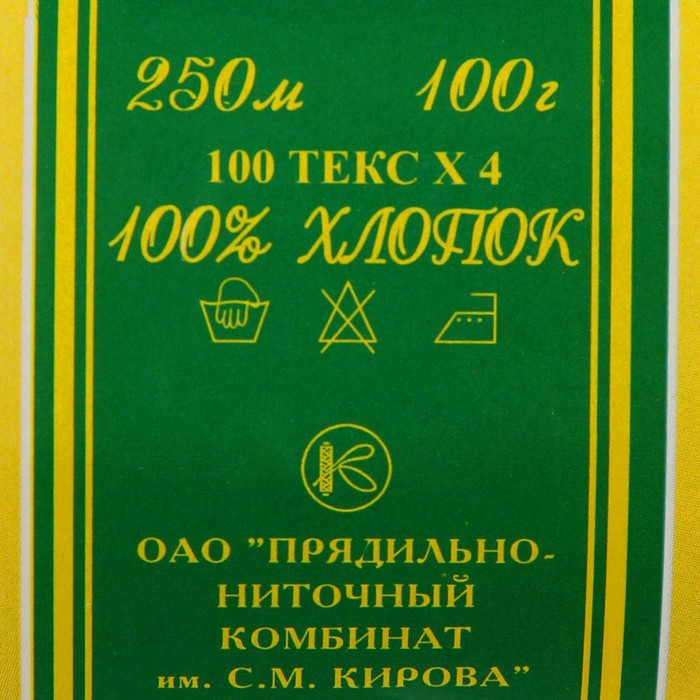 250м 100г
100 ТЕКС X 4
100% ХЛОПОК
ОАО "ПРЯДИЛЬНО-
НИТОЧНЫЙ
КОМБИНАТ
им. С.М. КИРОВА"